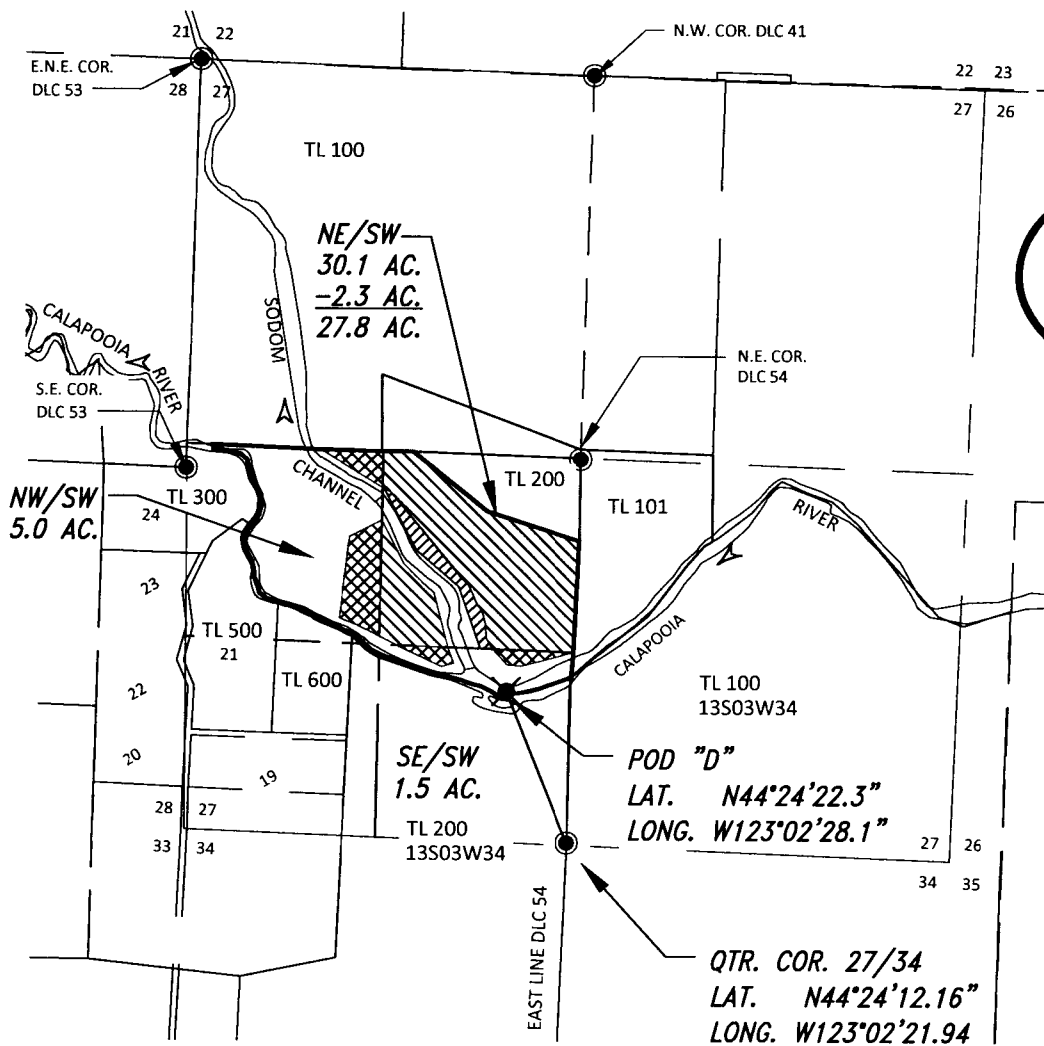 21 22
N.W. COR. DLC 41
E.N.E. COR.
DLC 53
28 27
22 23
27 26
TL 100
NE/SW
30.1 AC.
-2.3 AC.
27.8 AC.
SODOM
CHANNEL
CALAPOOIA
RIVER
S.E. COR.
DLC 53
N.E. COR.
DLC 54
NW/SW
5.0 AC.
TL 300
24
TL 200
TL 101
RIVER
CALAPOOIA
23
TL 500
21
TL 600
22
TL 100
13S03W34
20
19
SE/SW
1.5 AC.
POD "D"
LAT. N44°24'22.3"
LONG. W123°02'28.1"
28 27
33 34
TL 200
13S03W34
27 26
34 35
EAST LINE DLC 54
QTR. COR. 27/34
LAT. N44°24'12.16"
LONG. W123°02'21.94